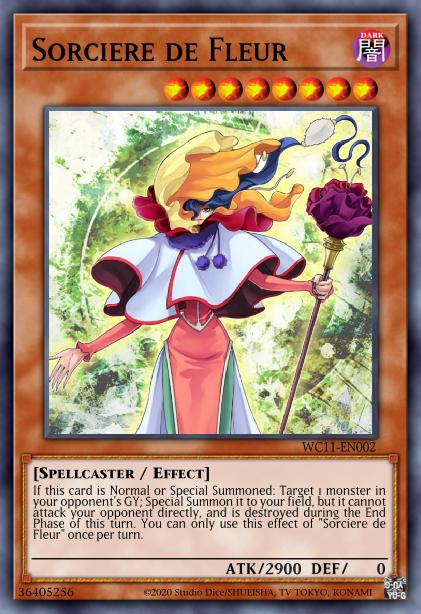 SORCIERE DE FLEUR
DARK
闇
WC11-EN002
[SPELLCASTER / EFFECT]
If this card is Normal or Special Summoned: Target 1 monster in
your opponent's GY; Special Summon it to your field, but it cannot
attack your opponent directly, and is destroyed during the End
Phase of this turn. You can only use this effect of "Sorciere de
Fleur" once per turn.
ATK/2900 DEF/ 0
36405256
©2020 Studio Dice/SHUEISHA, TV TOKYO, KONAMI